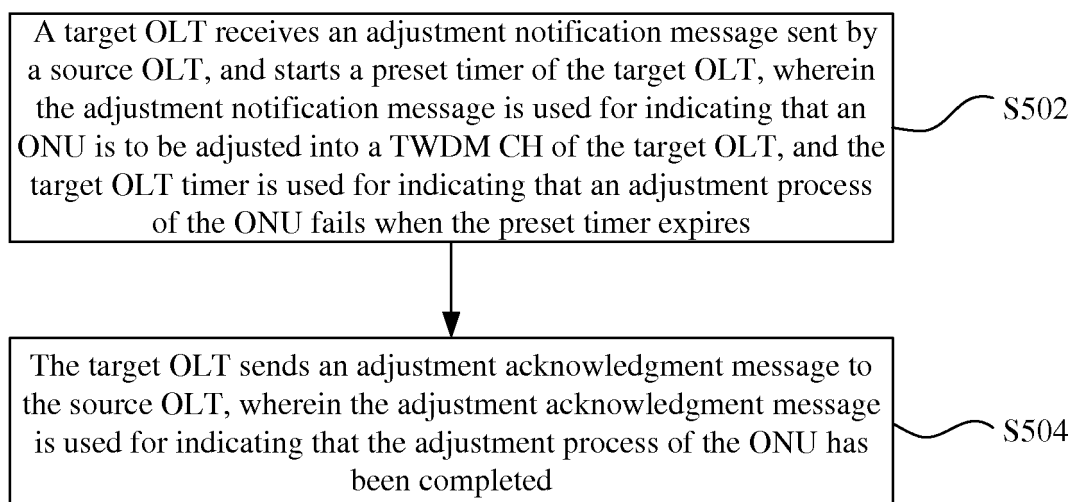 A target OLT receives an adjustment notification message sent by
a source OLT, and starts a preset timer of the target OLT, wherein
the adjustment notification message is used for indicating that an
ONU is to be adjusted into a TWDM CH of the target OLT, and the
target OLT timer is used for indicating that an adjustment process
of the ONU fails when the preset timer expires
S502
The target OLT sends an adjustment acknowledgment message to
the source OLT, wherein the adjustment acknowledgment message
is used for indicating that the adjustment process of the ONU has
been completed
S504